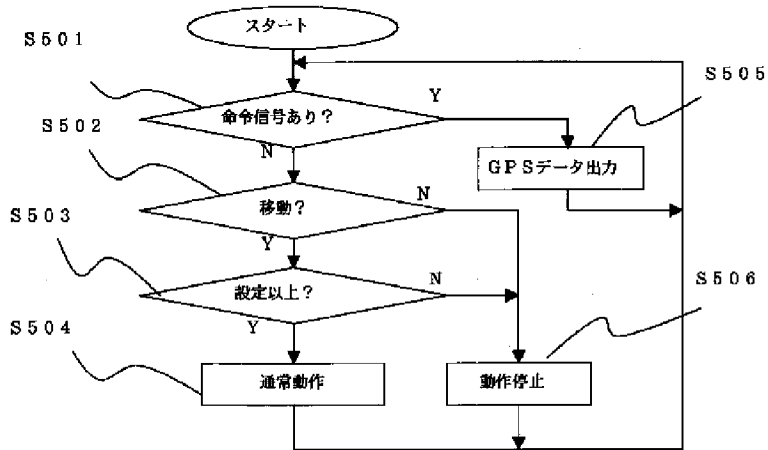 スタート
S501
S505
命令信号あり？
Y
S502
N
GPSデータ出力
移動？
N
S503
Y
設定以上？
N
S506
S504
Y
通常動作
動作停止